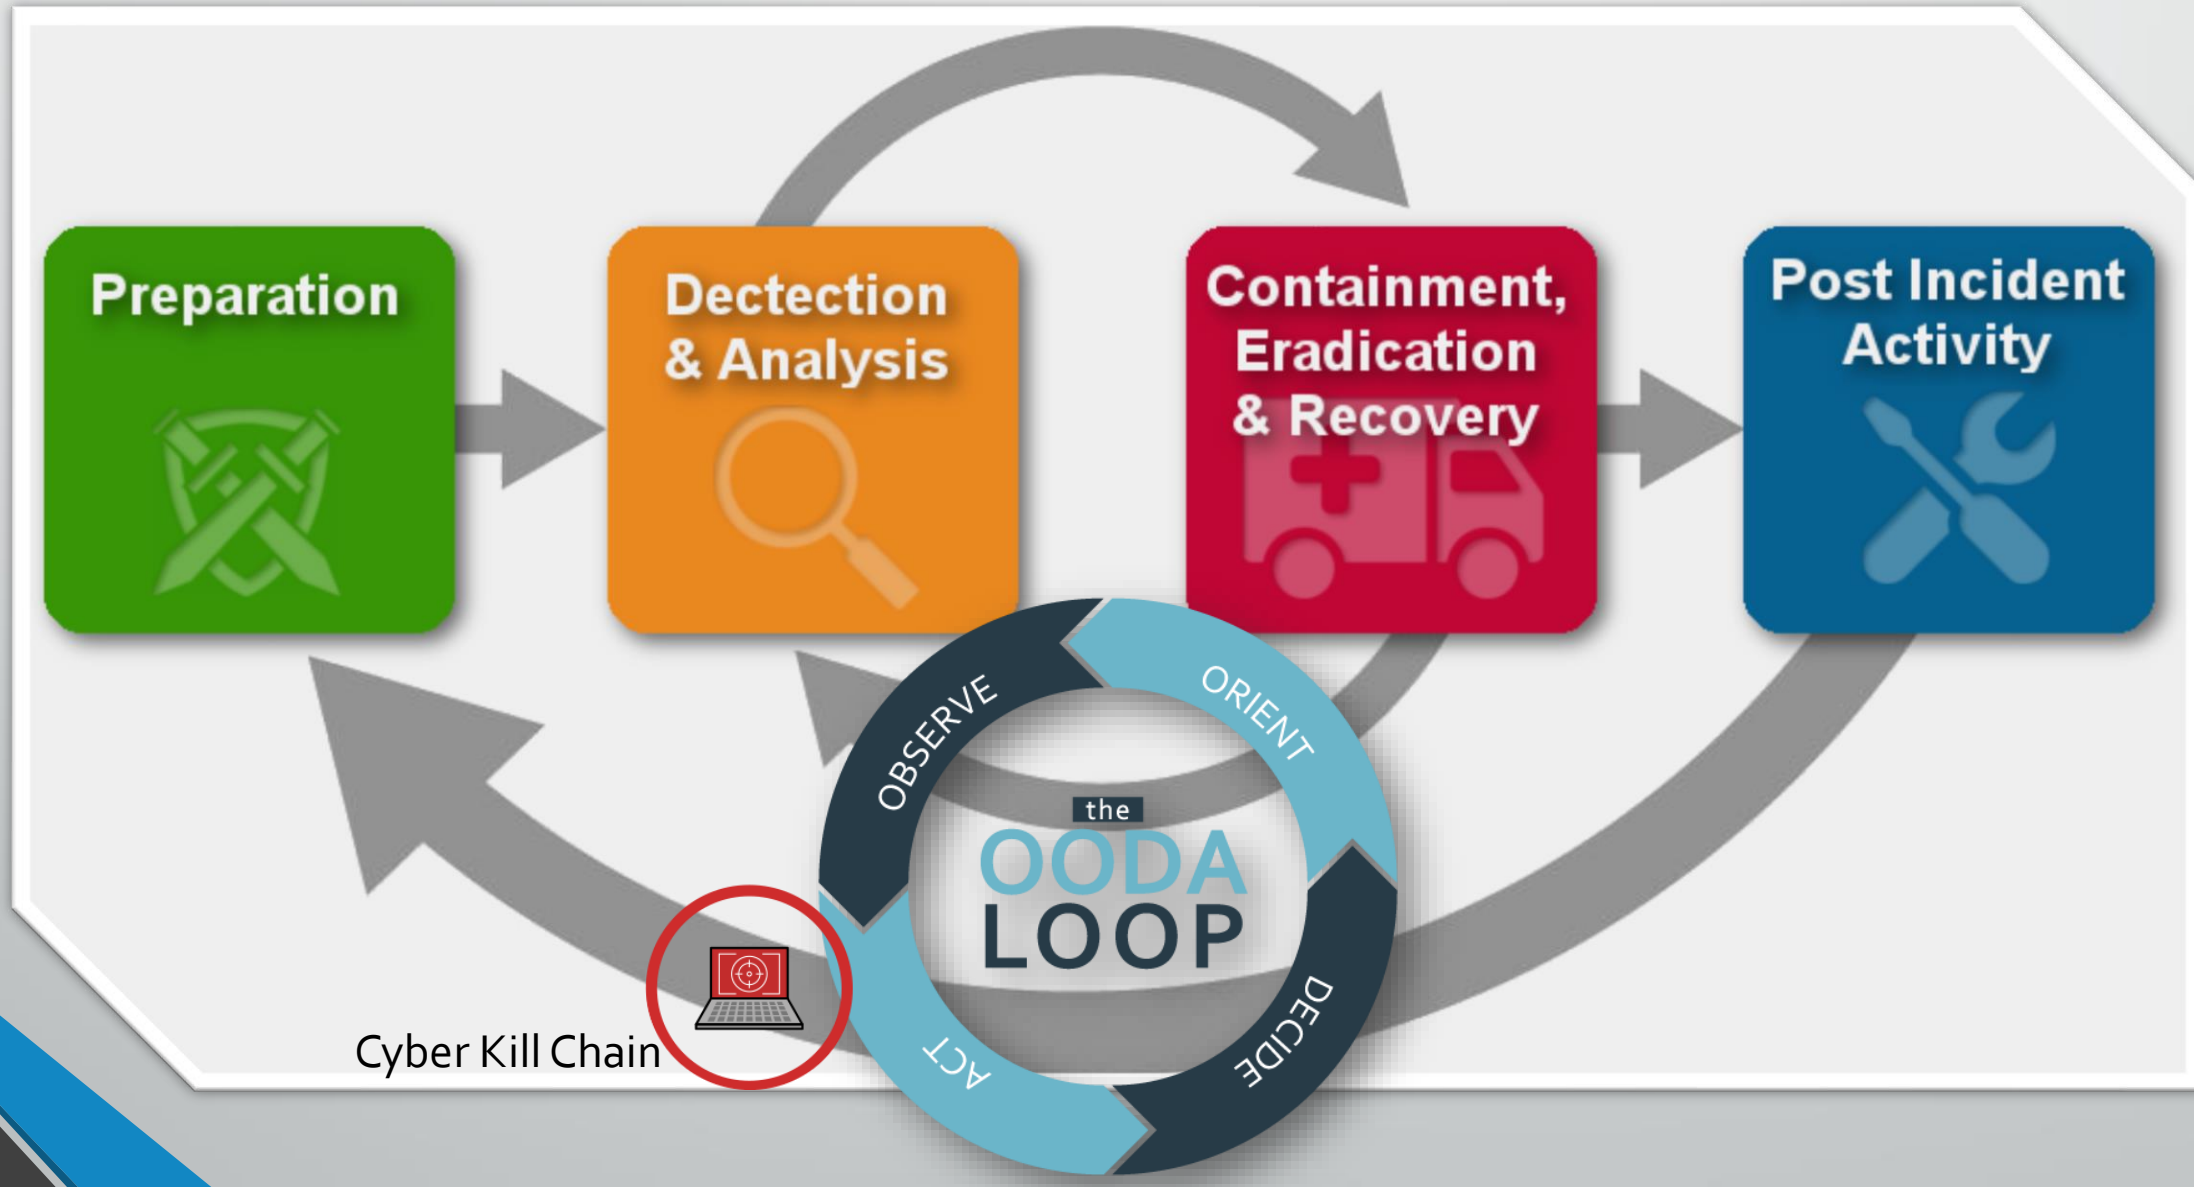 Preparation
Dectection
& Analysis
Containment,
Eradication
& Recovery
Post Incident
Activity
OBSERVE
ORIENT
the
OODA
LOOP
DECIDE
ACT
Cyber Kill Chain